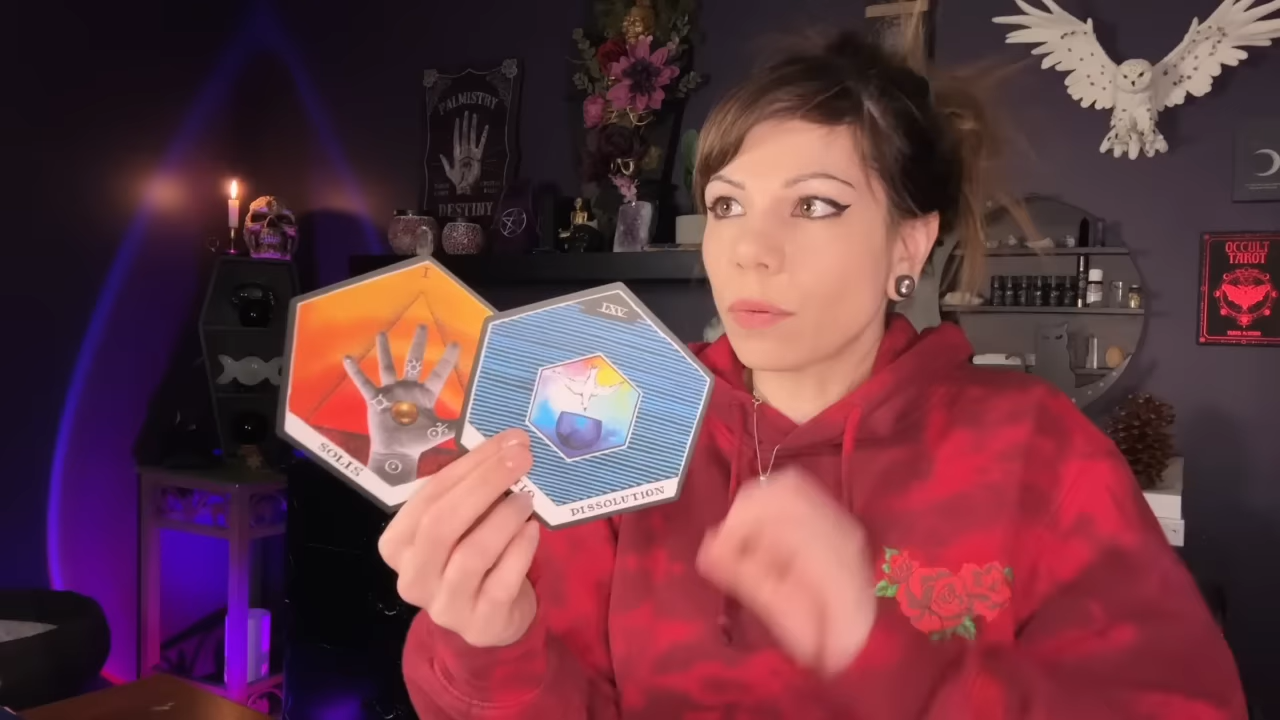 PALMISTRY
DESTINY
OCCULT
TAROT
I
SOLIS
LXV
DISSOLUTION